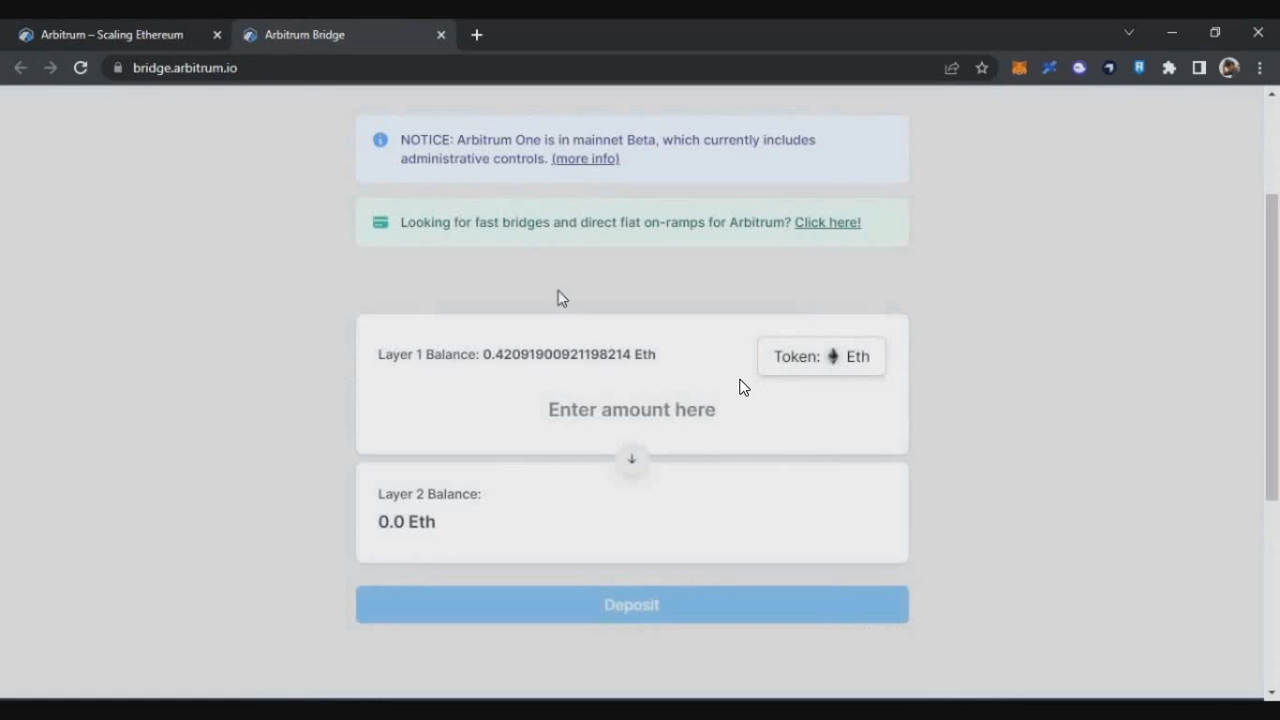 Arbitrum – Scaling Ethereum
Arbitrum Bridge
bridge.arbitrum.io
NOTICE: Arbitrum One is in mainnet Beta, which currently includes
administrative controls. (more info)
Looking for fast bridges and direct fiat on-ramps for Arbitrum? Click here!
Layer 1 Balance: 0.42091900921198214 Eth
Token: Eth
Enter amount here
Layer 2 Balance:
0.0 Eth
Deposit